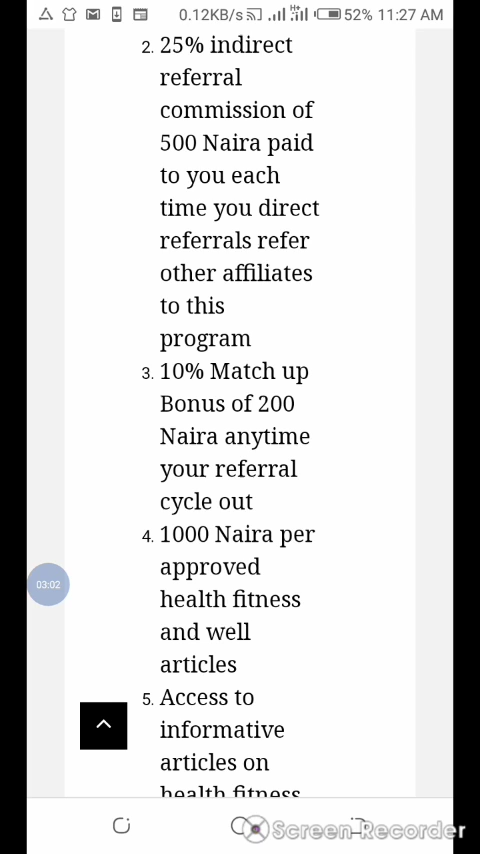 0.12KB/s H+ 52% 11:27 AM
2. 25% indirect
referral
commission of
500 Naira paid
to you each
time you direct
referrals refer
other affiliates
to this
program
3. 10% Match up
Bonus of 200
Naira anytime
your referral
cycle out
4. 1000 Naira per
approved
health fitness
and well
articles
5. Access to
informative
articles on
health fitness
03:02
Screen Recorder